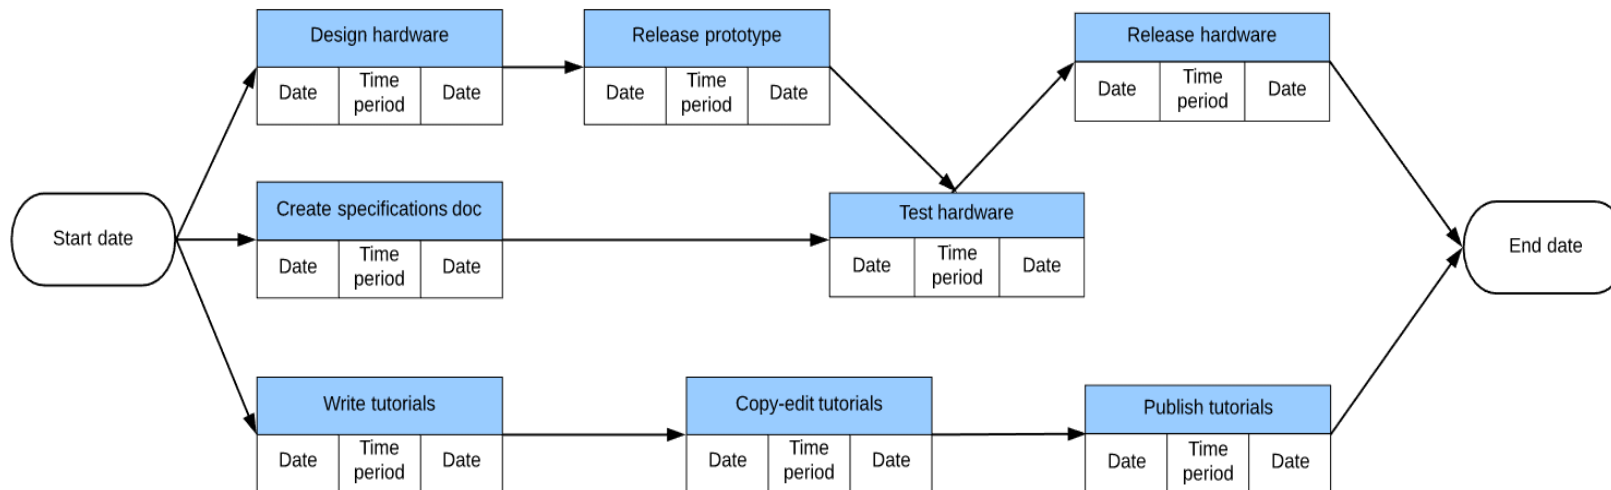 Design hardware
Date
Time
period
Date
Release prototype
Date
Time
period
Date
Release hardware
Date
Time
period
Date
Start date
Create specifications doc
Date
Time
period
Date
Test hardware
Date
Time
period
Date
End date
Write tutorials
Date
Time
period
Date
Copy-edit tutorials
Date
Time
period
Date
Publish tutorials
Date
Time
period
Date